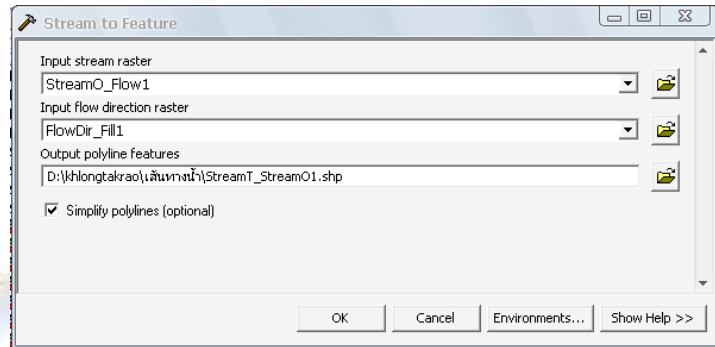 Stream to Feature
Input stream raster
StreamO_Flow1
Input flow direction raster
FlowDir_Fill1
Output polyline features
D:\khlongtakrao\เส้นทางน้ำ\StreamT_StreamO1.shp
Simplify polylines (optional)
OK Cancel Environments... Show Help >>